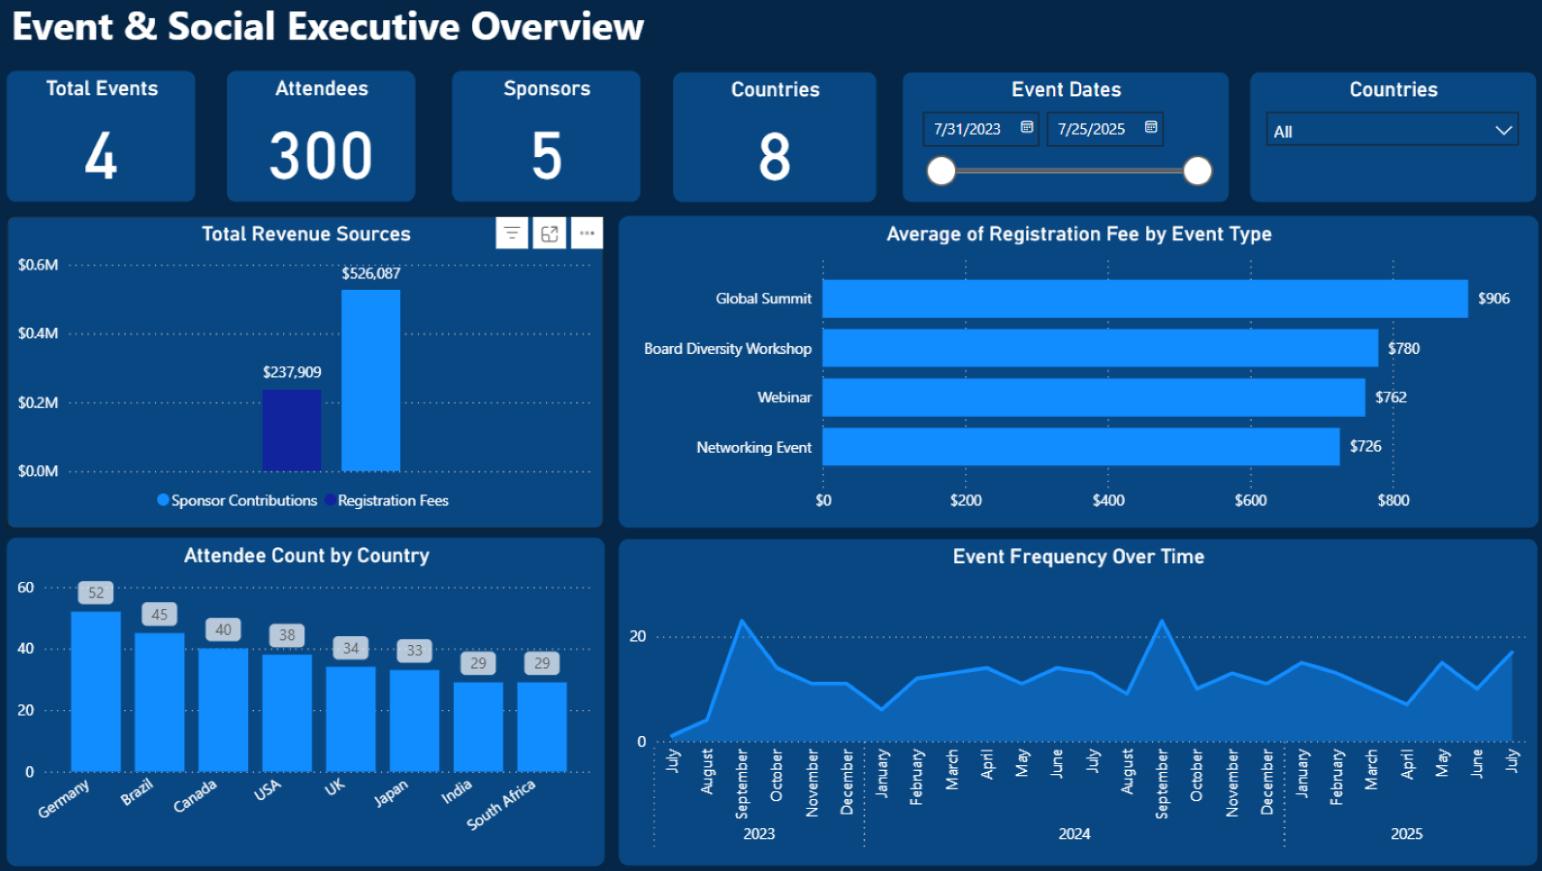 Event & Social Executive Overview
Total Events
4
Attendees
300
Sponsors
5
Countries
8
Event Dates
7/31/2023
7/25/2025
Countries
All
Total Revenue Sources
$0.6M
$0.4M
$0.2M
$0.0M
$237,909
$526,087
Sponsor Contributions
Registration Fees
Average of Registration Fee by Event Type
Global Summit
$906
Board Diversity Workshop
$780
Webinar
$762
Networking Event
$726
$0
$200
$400
$600
$800
Attendee Count by Country
60
40
20
0
52
45
40
38
34
33
29
29
Germany
Brazil
Canada
USA
UK
Japan
India
South Africa
Event Frequency Over Time
20
0
July
August
September
October
November
December
January
February
March
April
May
June
July
August
September
October
November
December
January
February
March
April
May
June
July
2023
2024
2025